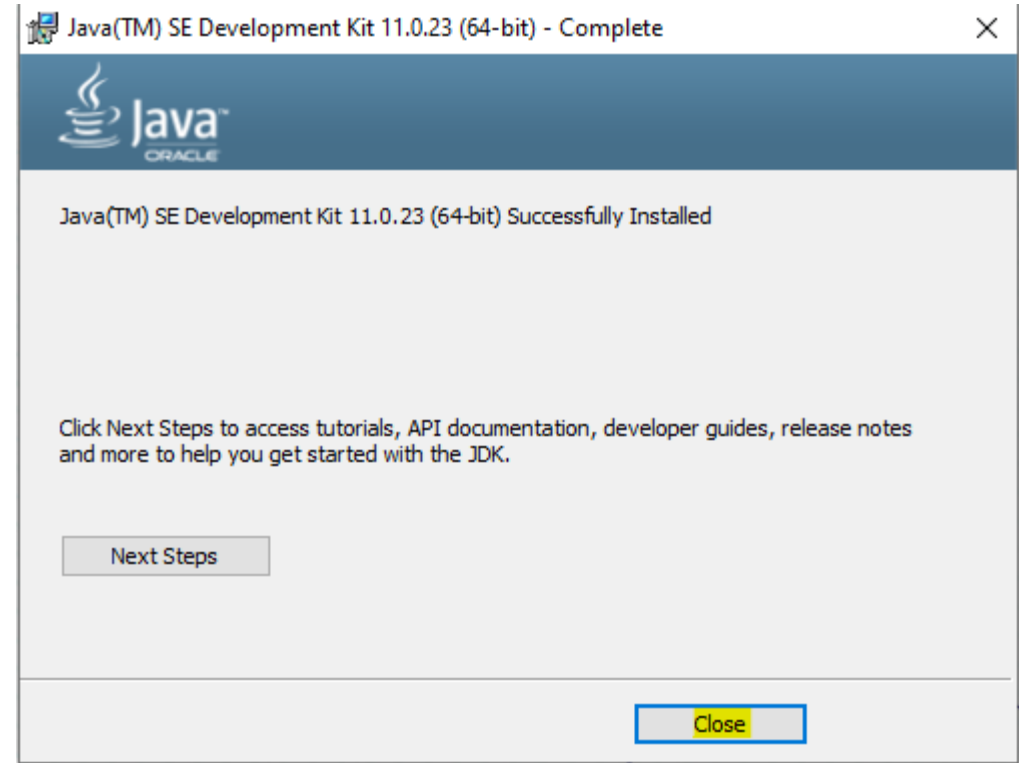 Java(TM) SE Development Kit 11.0.23 (64-bit) - Complete
Java™
ORACLE
Java(TM) SE Development Kit 11.0.23 (64-bit) Successfully Installed
Click Next Steps to access tutorials, API documentation, developer guides, release notes
and more to help you get started with the JDK.
Next Steps
Close